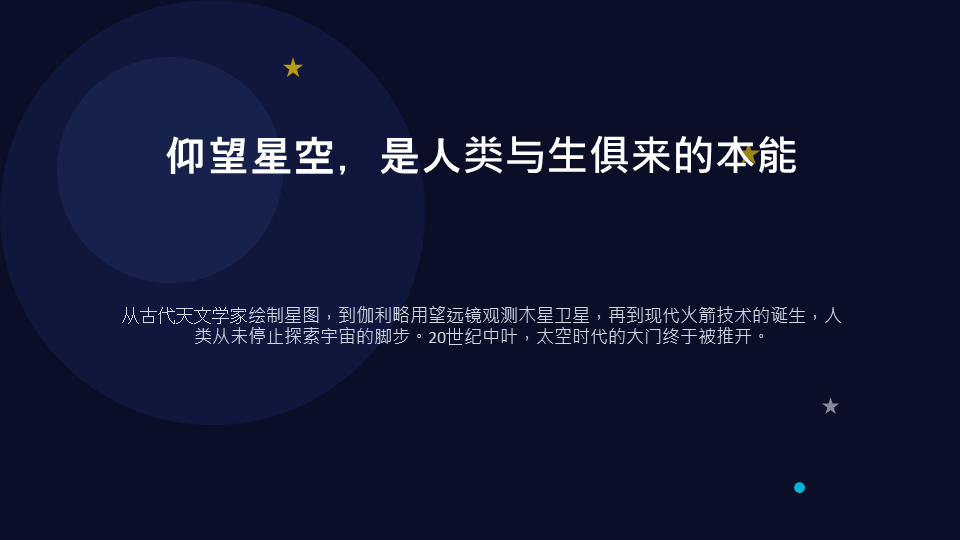 仰望星空，是人类与生俱来的本能
从古代天文学家绘制星图，到伽利略用望远镜观测木星卫星，再到现代火箭技术的诞生，人
类从未停止探索宇宙的脚步。20世纪中叶，太空时代的大门终于被推开。